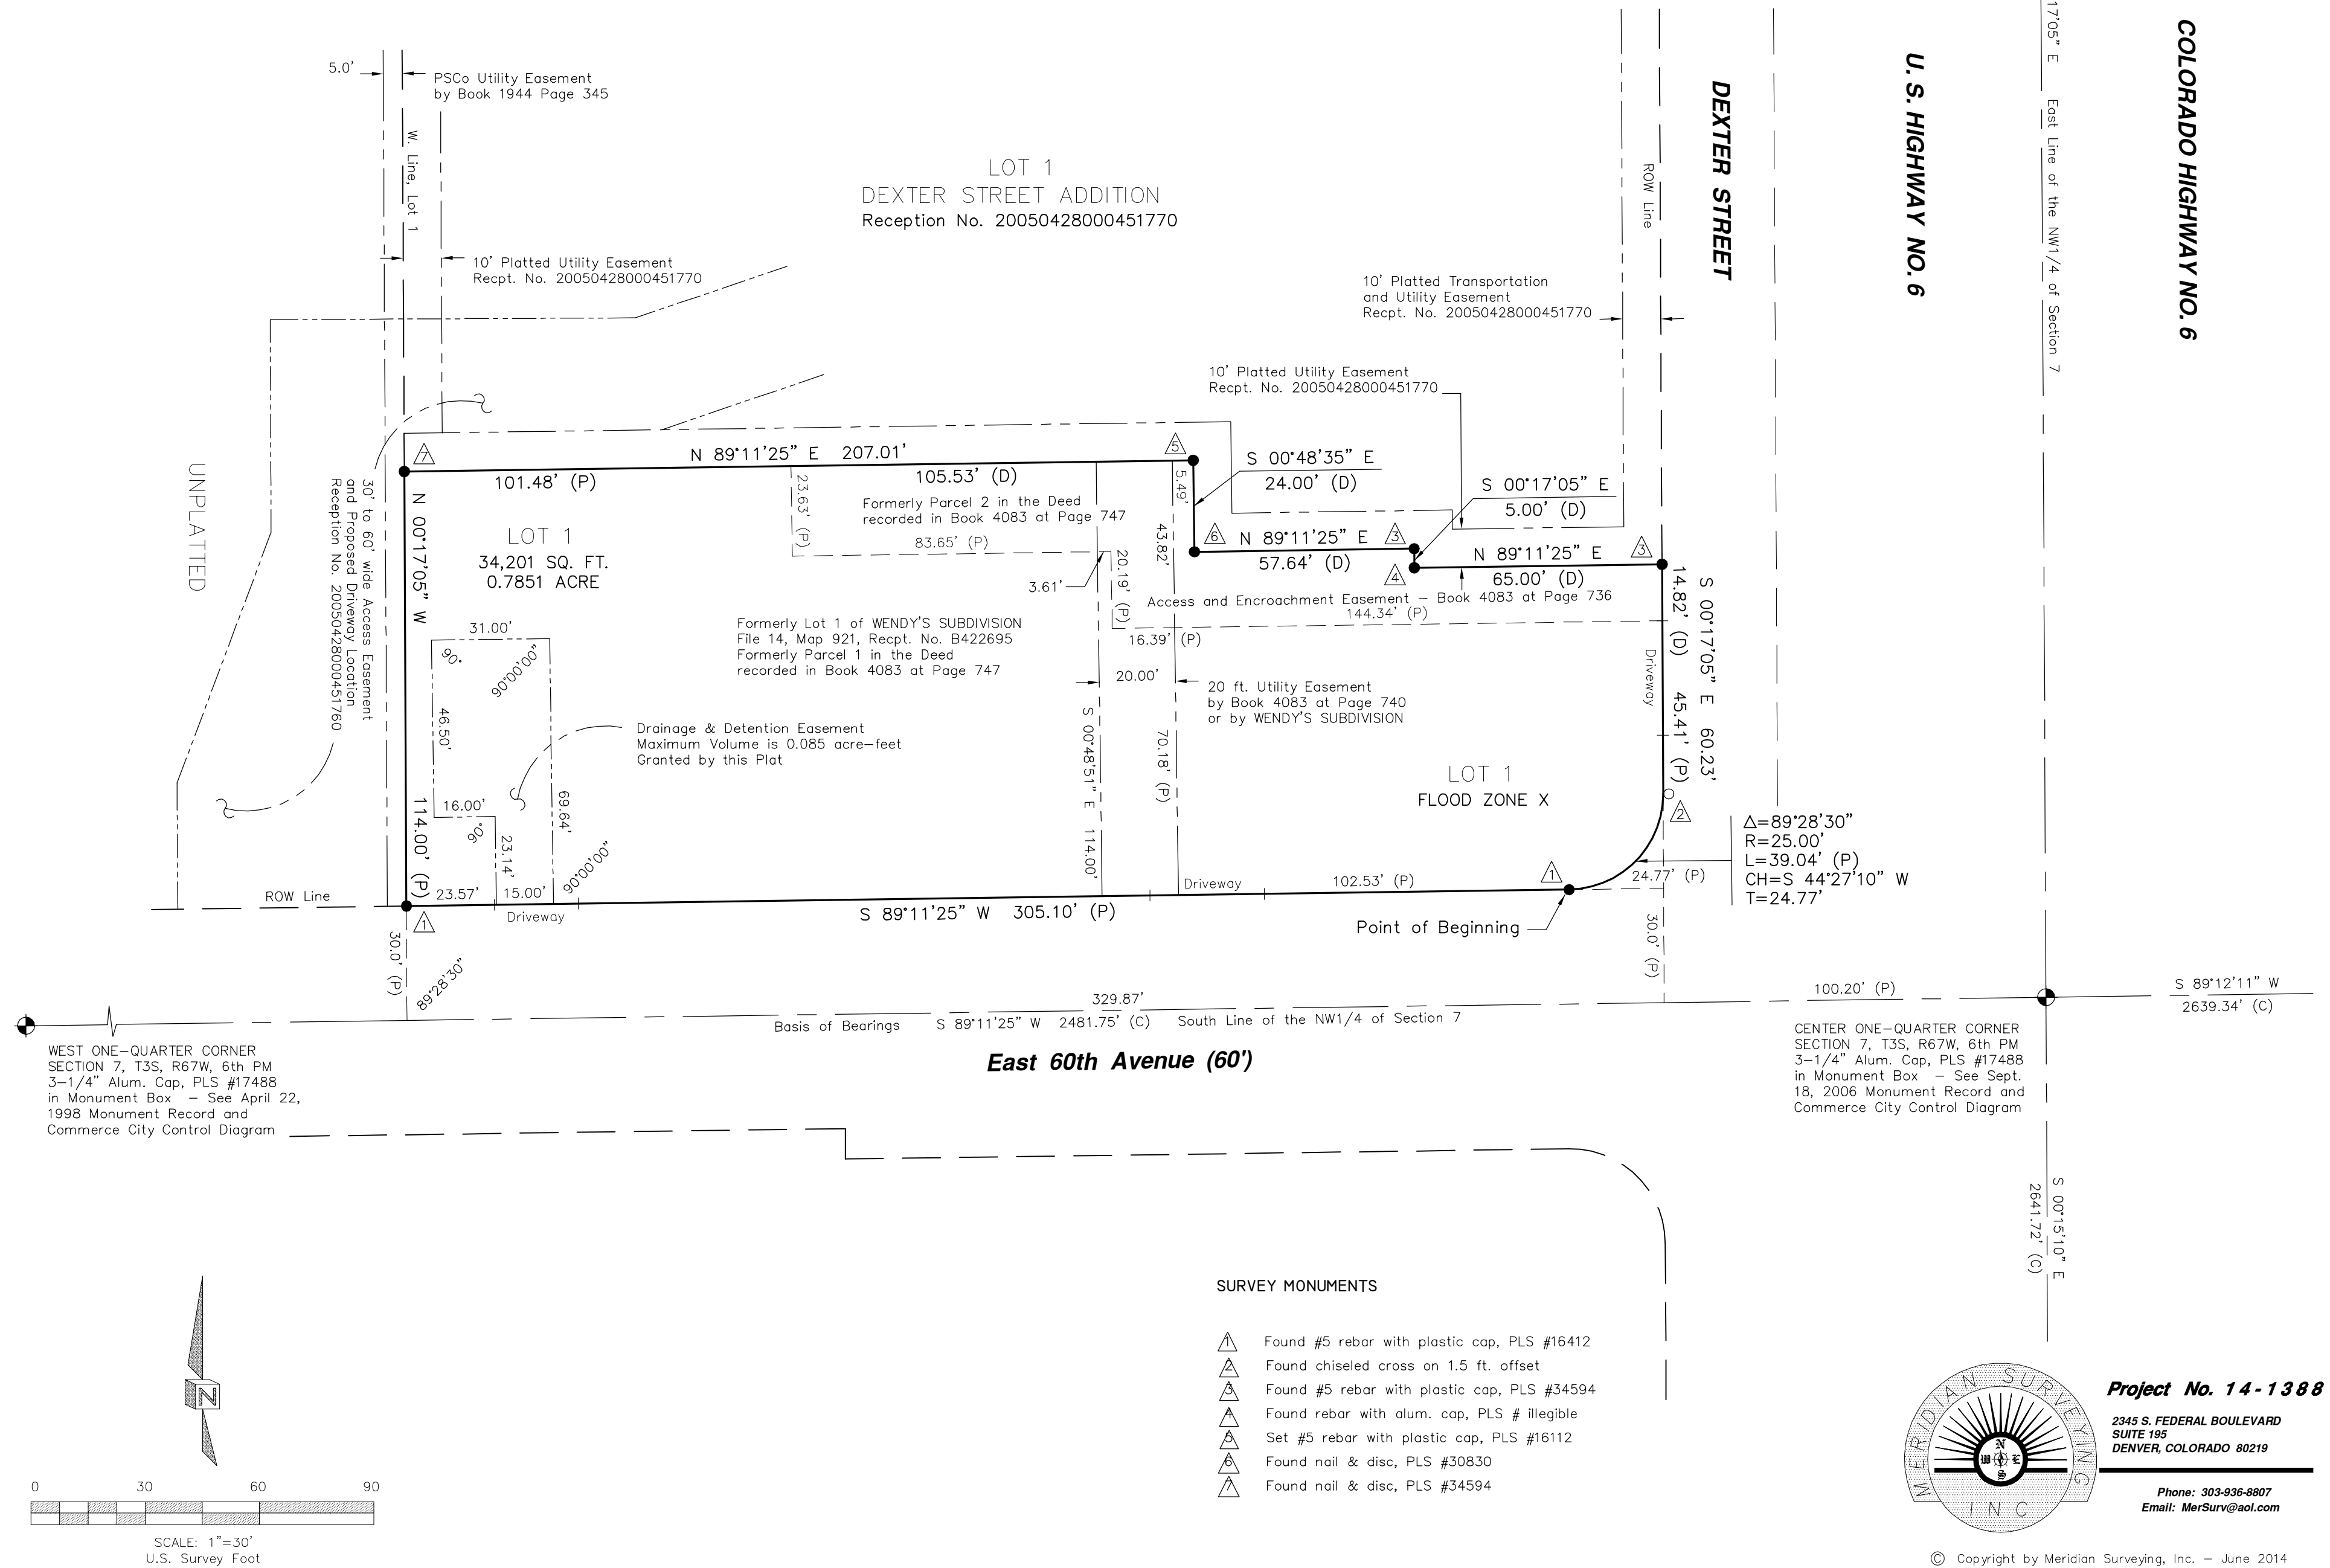 5.0'
PSCo Utility Easement
by Book 1944 Page 345
W. Line, Lot 1
10' Platted Utility Easement
Recpt. No. 20050428000451770
LOT 1
DEXTER STREET ADDITION
Reception No. 20050428000451770
10' Platted Transportation
and Utility Easement
Recpt. No. 20050428000451770
ROW Line
DEXTER STREET
U. S. HIGHWAY NO. 6
17'05" E East Line of the NW1/4 of Section 7
COLORADO HIGHWAY NO. 6
10' Platted Utility Easement
Recpt. No. 20050428000451770
UNPLATTED
30' to 60' wide Access Easement
and Proposed Driveway Location
Reception No. 20050428000451760
7
N 89°11'25" E 207.01'
5
101.48' (P)
105.53' (D)
S 00°48'35" E
24.00' (D)
S 00°17'05" E
5.00' (D)
N 00°17'05" W
114.00' (P)
LOT 1
34,201 SQ. FT.
0.7851 ACRE
23.63' (P)
Formerly Parcel 2 in the Deed
recorded in Book 4083 at Page 747
83.65' (P)
5.49'
43.82'
3.61'
20.19' (P)
6
N 89°11'25" E
57.64' (D)
3
4
N 89°11'25" E
65.00' (D)
3
Access and Encroachment Easement – Book 4083 at Page 736
144.34' (P)
16.39' (P)
14.82' (D) 45.41' (P)
S 00°17'05" E 60.23'
Driveway
Formerly Lot 1 of WENDY'S SUBDIVISION
File 14, Map 921, Recpt. No. B422695
Formerly Parcel 1 in the Deed
recorded in Book 4083 at Page 747
31.00'
90°
90°00'00"
46.50'
20.00'
20 ft. Utility Easement
by Book 4083 at Page 740
or by WENDY'S SUBDIVISION
S 00°48'51" E 114.00'
70.18' (P)
Drainage & Detention Easement
Maximum Volume is 0.085 acre–feet
Granted by this Plat
16.00'
90°
23.14'
69.64'
90°00'00"
LOT 1
FLOOD ZONE X
2
Δ=89°28'30"
R=25.00'
L=39.04' (P)
CH=S 44°27'10" W
T=24.77'
ROW Line
23.57'
15.00'
Driveway
1
Driveway
102.53' (P)
1
24.77' (P)
S 89°11'25" W 305.10' (P)
Point of Beginning
30.0' (P)
89°28'30"
30.0' (P)
329.87'
100.20' (P)
S 89°12'11" W
2639.34' (C)
Basis of Bearings S 89°11'25" W 2481.75' (C) South Line of the NW1/4 of Section 7
East 60th Avenue (60')
WEST ONE–QUARTER CORNER
SECTION 7, T3S, R67W, 6th PM
3–1/4" Alum. Cap, PLS #17488
in Monument Box – See April 22,
1998 Monument Record and
Commerce City Control Diagram
CENTER ONE–QUARTER CORNER
SECTION 7, T3S, R67W, 6th PM
3–1/4" Alum. Cap, PLS #17488
in Monument Box – See Sept.
18, 2006 Monument Record and
Commerce City Control Diagram
S 00°15'10" E
2641.72' (C)
SURVEY MONUMENTS
1 Found #5 rebar with plastic cap, PLS #16412
2 Found chiseled cross on 1.5 ft. offset
3 Found #5 rebar with plastic cap, PLS #34594
4 Found rebar with alum. cap, PLS # illegible
5 Set #5 rebar with plastic cap, PLS #16112
6 Found nail & disc, PLS #30830
7 Found nail & disc, PLS #34594
N
0 30 60 90
SCALE: 1"=30'
U.S. Survey Foot
MERIDIAN SURVEYING
INC
N
W E
S
Project No. 14-1388
2345 S. FEDERAL BOULEVARD
SUITE 195
DENVER, COLORADO 80219
Phone: 303-936-8807
Email: MerSurv@aol.com
© Copyright by Meridian Surveying, Inc. – June 2014